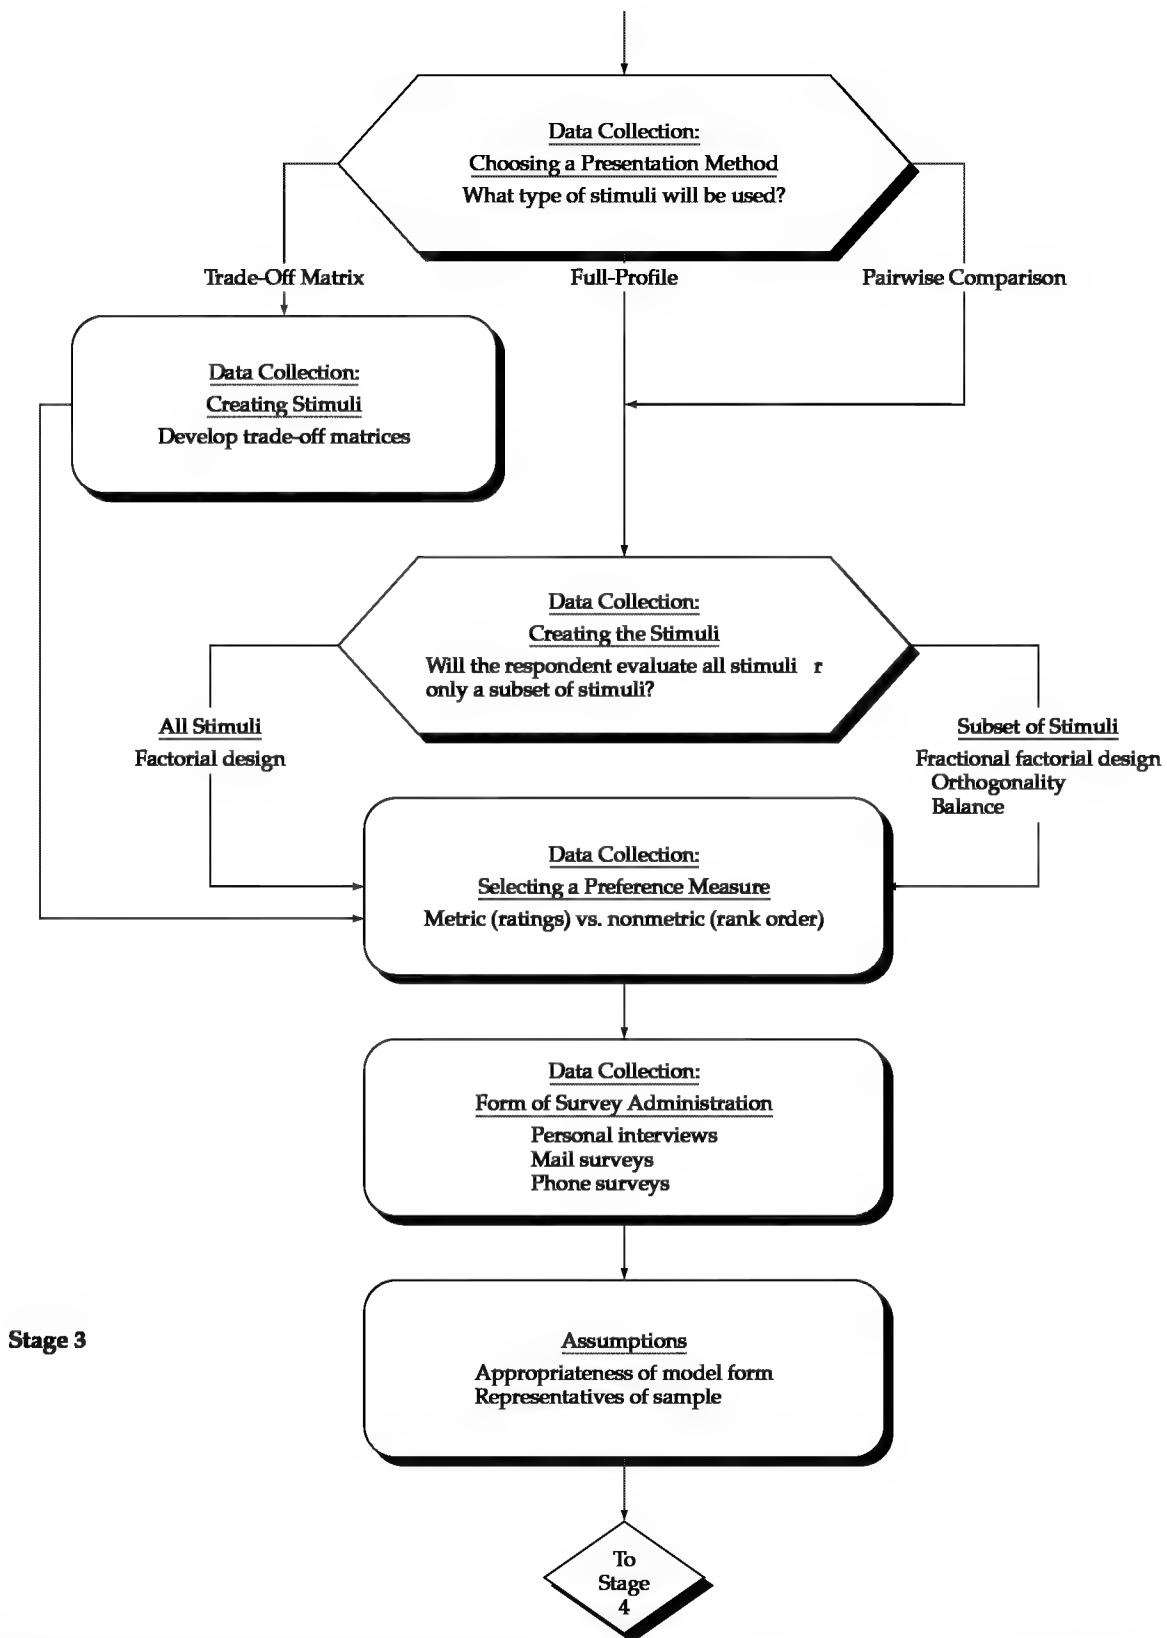 Data Collection:
Choosing a Presentation Method
What type of stimuli will be used?
Trade-Off Matrix
Full-Profile
Pairwise Comparison
Data Collection:
Creating Stimuli
Develop trade-off matrices
Data Collection:
Creating the Stimuli
Will the respondent evaluate all stimuli r
only a subset of stimuli?
All Stimuli
Factorial design
Subset of Stimuli
Fractional factorial design
Orthogonality
Balance
Data Collection:
Selecting a Preference Measure
Metric (ratings) vs. nonmetric (rank order)
Data Collection:
Form of Survey Administration
Personal interviews
Mail surveys
Phone surveys
Stage 3
Assumptions
Appropriateness of model form
Representatives of sample
To
Stage
4